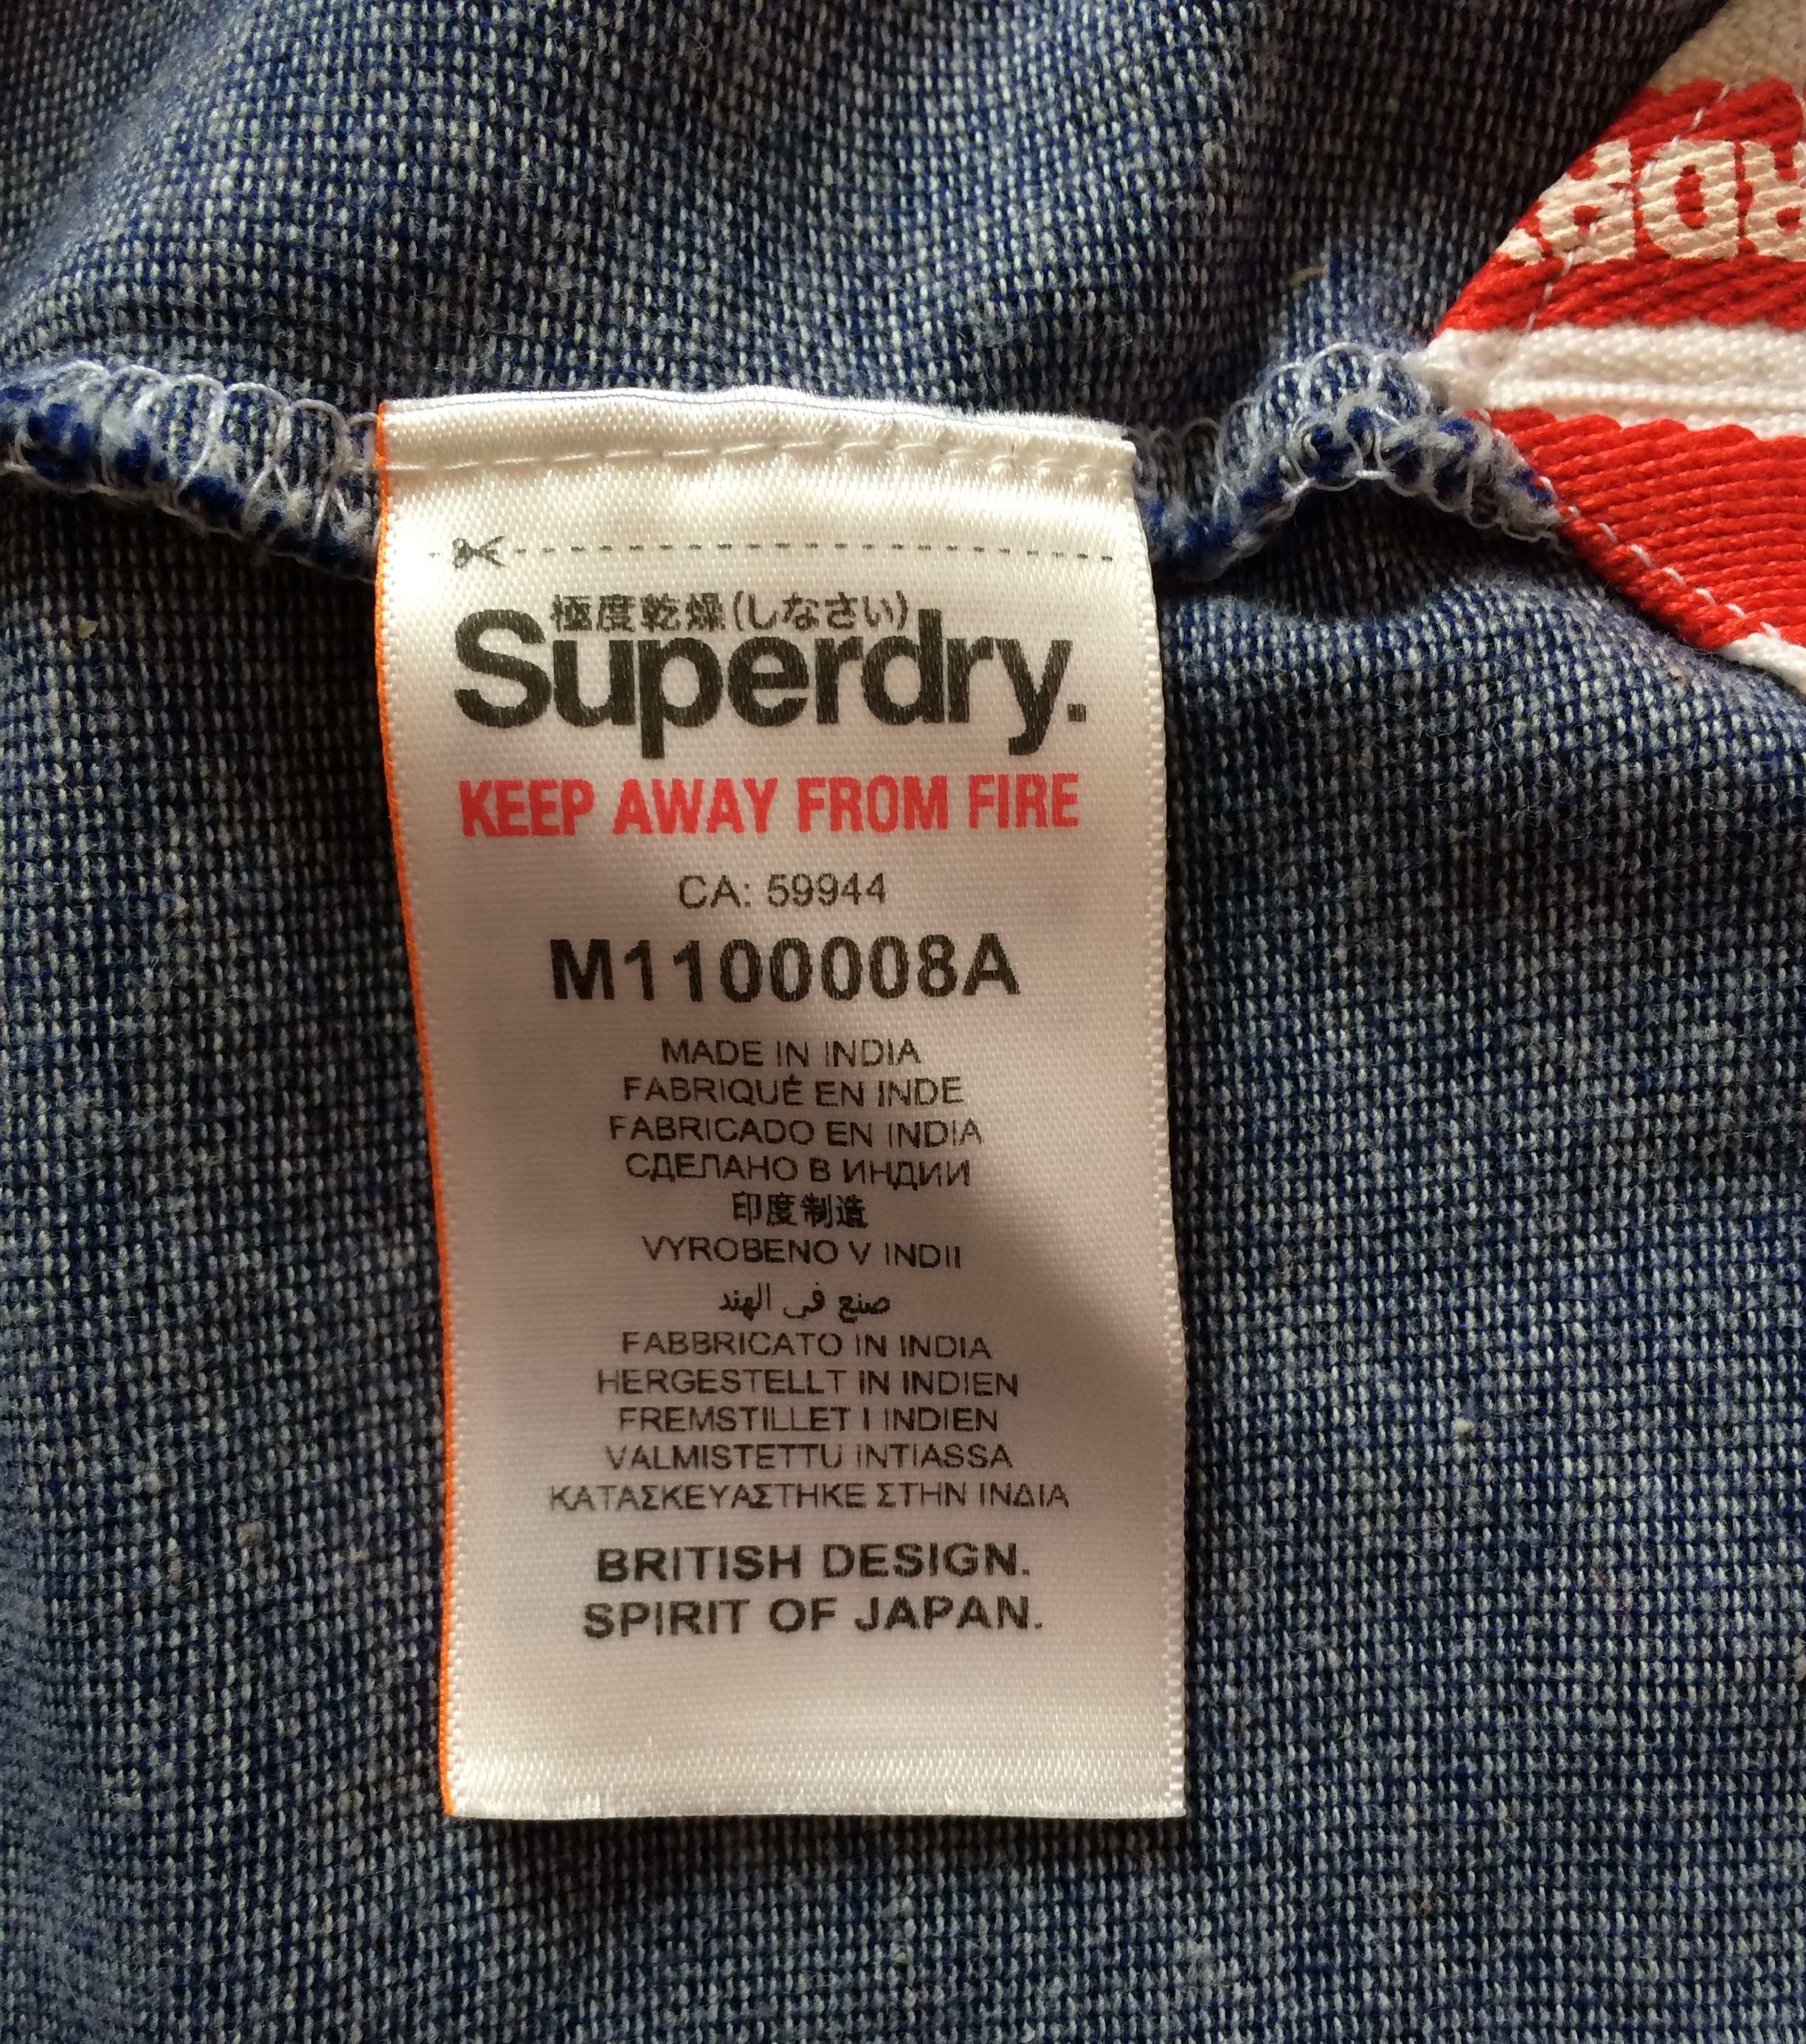 極度乾燥(しなさい)
Superdry.
KEEP AWAY FROM FIRE
CA: 59944
M1100008A
MADE IN INDIA
FABRIQUÉ EN INDE
FABRICADO EN INDIA
СДЕЛАНО В ИНДИИ
印度制造
VYROBENO V INDII
صنع في الهند
FABBRICATO IN INDIA
HERGESTELLT IN INDIEN
FREMSTILLET I INDIEN
VALMISTETTU INTIASSA
ΚΑΤΑΣΚΕΥΑΣΤΗΚΕ ΣΤΗΝ ΙΝΔΙΑ
BRITISH DESIGN.
SPIRIT OF JAPAN.